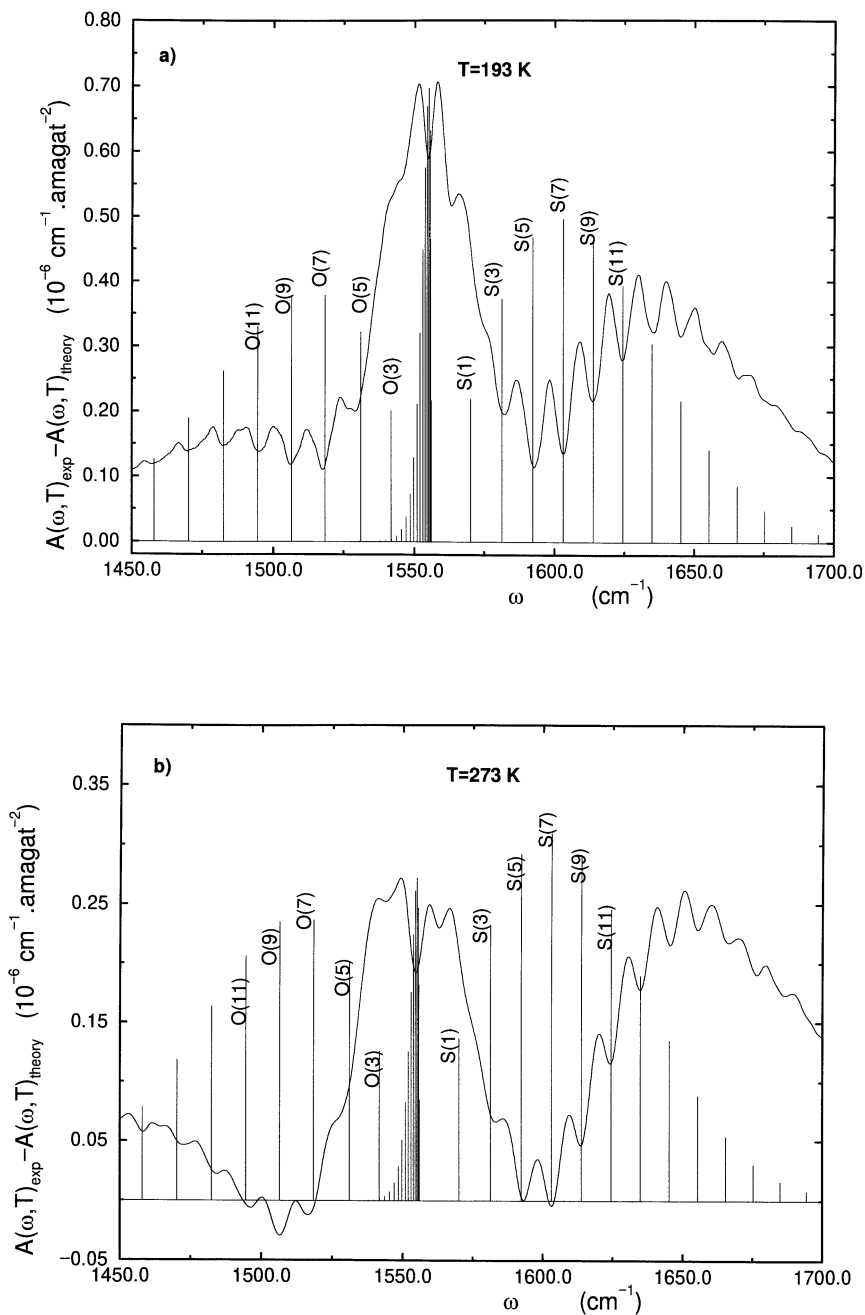 a)
T=193 K
A(ω,T)exp−A(ω,T)theory (10−6 cm−1.amagat−2)
0.80
0.70
0.60
0.50
0.40
0.30
0.20
0.10
0.00
O(11)
O(9)
O(7)
O(5)
O(3)
S(1)
S(3)
S(5)
S(7)
S(9)
S(11)
1450.0 1500.0 1550.0 1600.0 1650.0 1700.0
ω (cm−1)
b)
T=273 K
A(ω,T)exp−A(ω,T)theory (10−6 cm−1.amagat−2)
0.35
0.25
0.15
0.05
−0.05
O(11)
O(9)
O(7)
O(5)
O(3)
S(1)
S(3)
S(5)
S(7)
S(9)
S(11)
1450.0 1500.0 1550.0 1600.0 1650.0 1700.0
ω (cm−1)